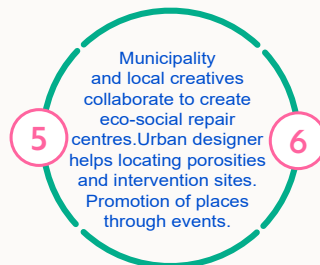 Municipality
and local creatives
collaborate to create
eco-social repair
centres.Urban designer
5
helps locating porosities
6
and intervention sites.
Promotion of places
through events.